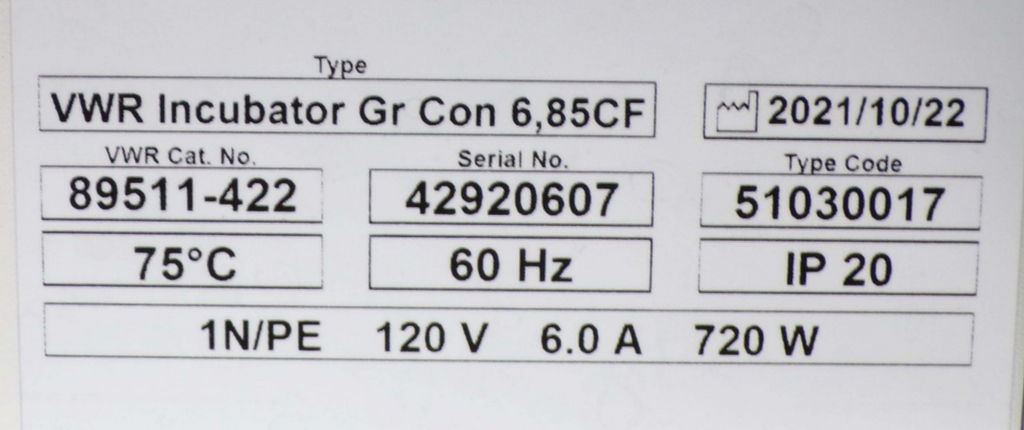 Type
VWR Incubator Gr Con 6,85CF 2021/10/22
VWR Cat. No. Serial No. Type Code
89511-422 42920607 51030017
75°C 60 Hz IP 20
1N/PE 120 V 6.0 A 720 W